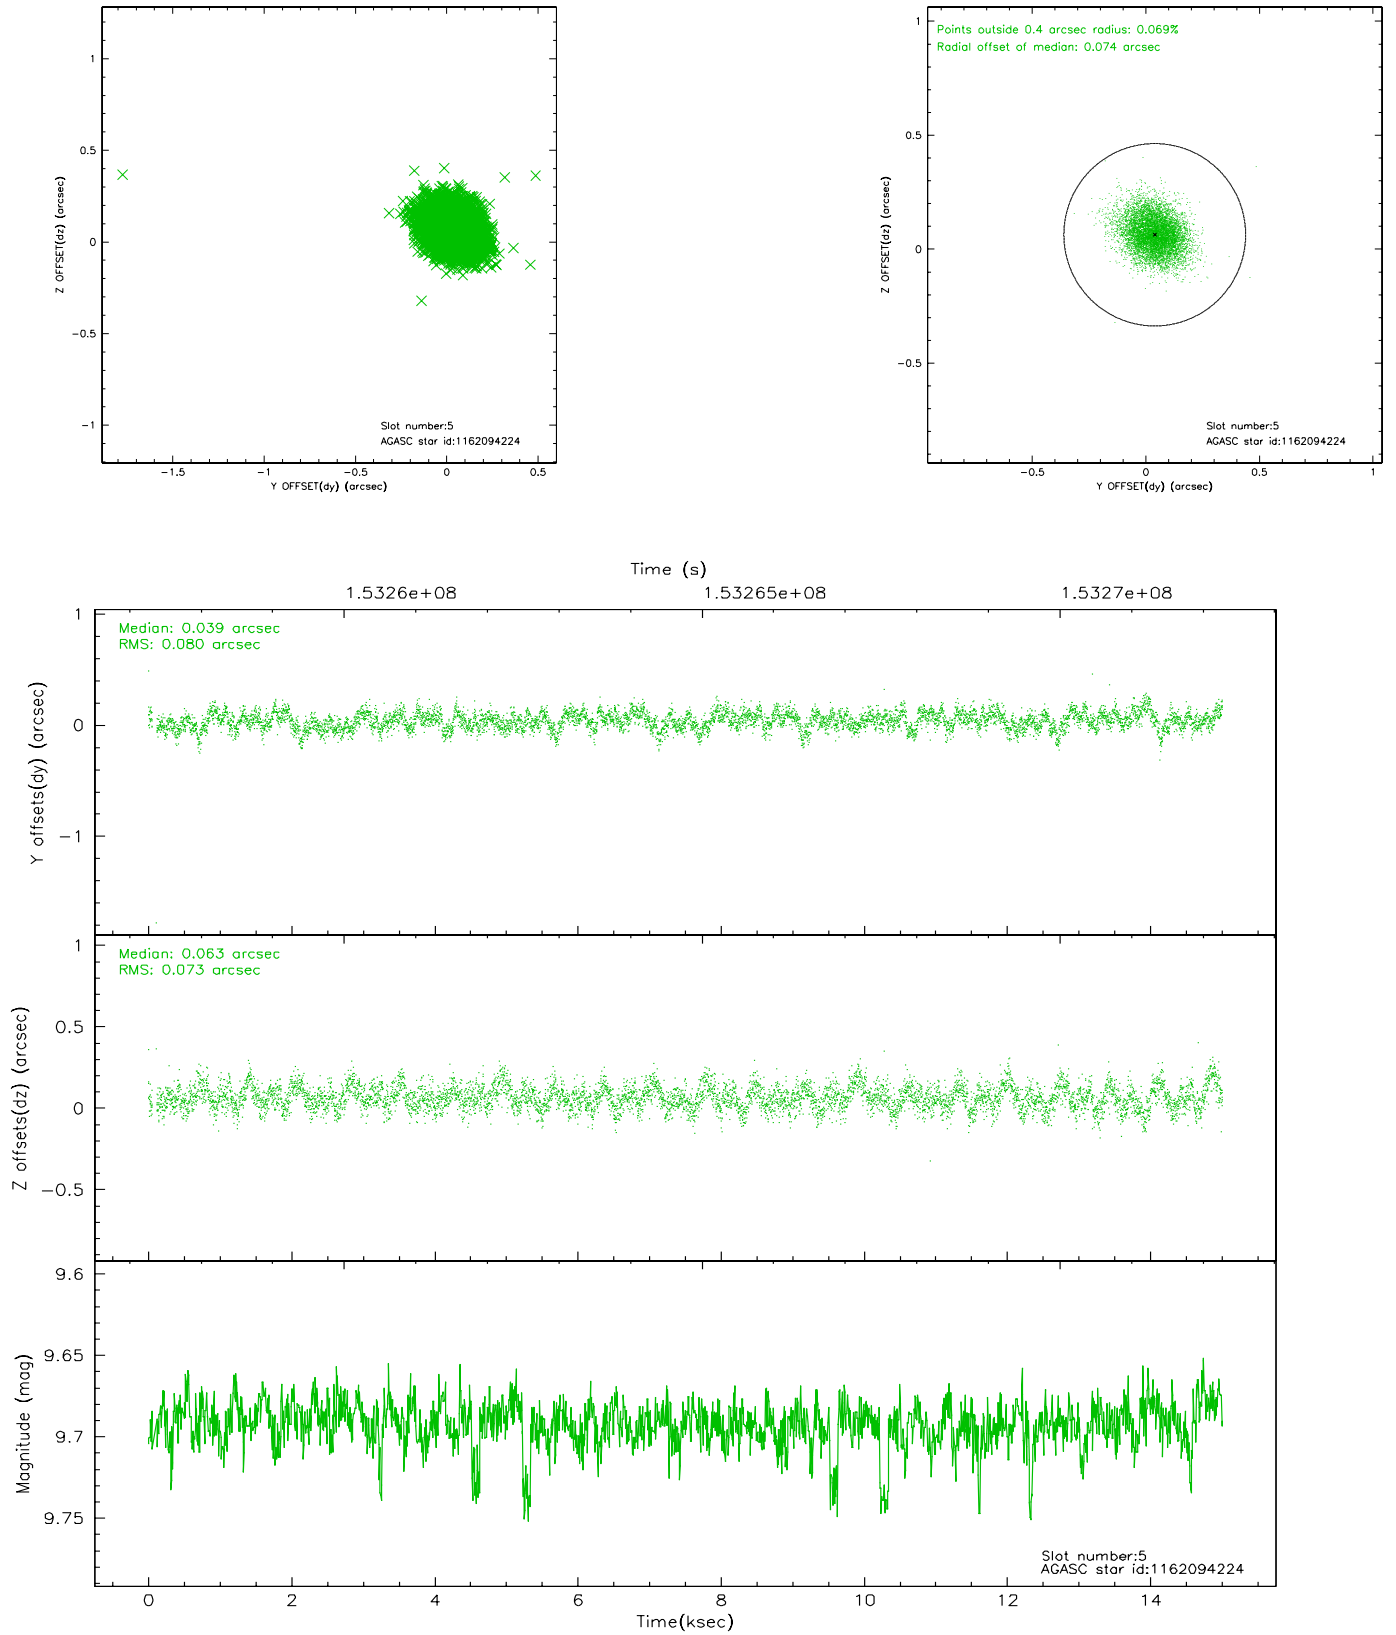 1
0.5
0
-0.5
-1
Z OFFSET(dz) (arcsec)
Slot number:5
AGASC star id:1162094224
-1.5
-1
-0.5
0
0.5
Y OFFSET(dy) (arcsec)
Points outside 0.4 arcsec radius: 0.069%
Radial offset of median: 0.074 arcsec
1
0.5
0
-0.5
Z OFFSET(dz) (arcsec)
Slot number:5
AGASC star id:1162094224
-0.5
0
0.5
1
Y OFFSET(dy) (arcsec)
Time (s)
1.5326e+08
1.53265e+08
1.5327e+08
Median: 0.039 arcsec
RMS: 0.080 arcsec
1
0
-1
Y offsets(dy) (arcsec)
Median: 0.063 arcsec
RMS: 0.073 arcsec
1
0.5
0
-0.5
Z offsets(dz) (arcsec)
9.6
9.65
9.7
9.75
Magnitude (mag)
Slot number:5
AGASC star id:1162094224
0
2
4
6
8
10
12
14
Time(ksec)